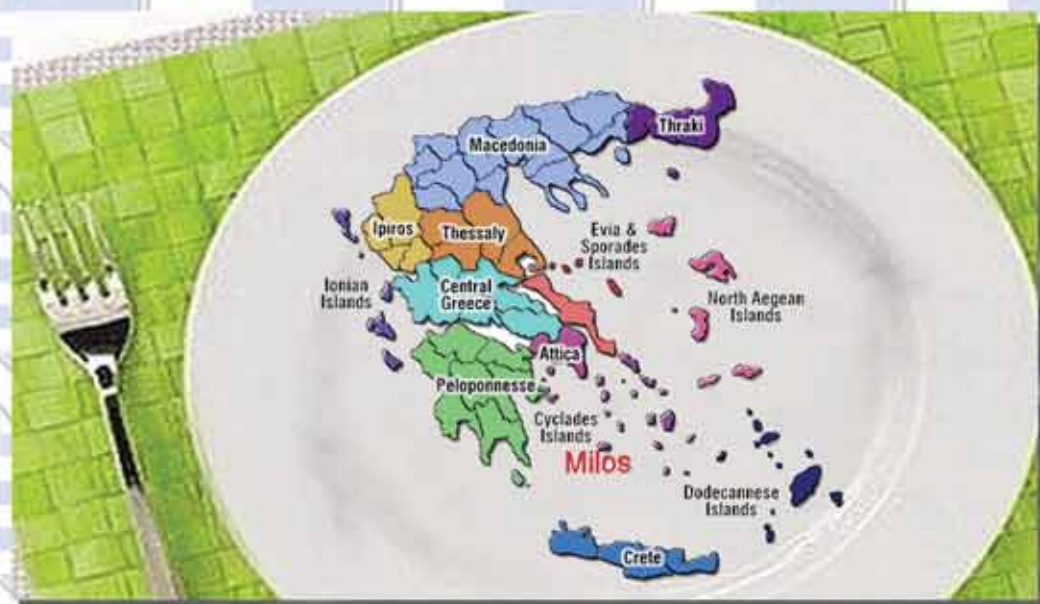 Thraki
Macedonia
Ipiros
Thessaly
Evia &
Sporades
Islands
Ionian
Islands
Central
Greece
North Aegean
Islands
Attica
Peloponnesse
Cyclades
Islands
Milos
Dodecannese
Islands
Crete